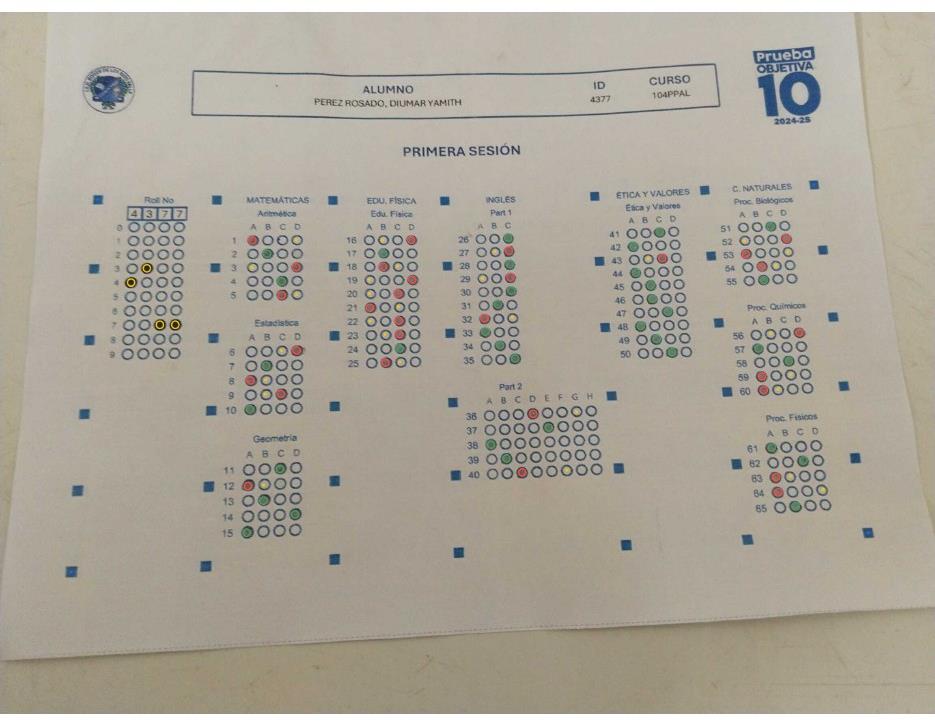 Prueba
OBJETIVA
10
2024-25
ALUMNO
PEREZ ROSADO, DIUMAR YAMITH
ID
4377
CURSO
104PPAL
PRIMERA SESIÓN
Roll No
4 3 7 7
0
1
2
3
4
5
6
7
8
9
MATEMÁTICAS
Aritmética
A B C D
1
2
3
4
5
Estadística
A B C D
6
7
8
9
10
Geometría
A B C D
11
12
13
14
15
EDU. FÍSICA
Edu. Física
A B C D
16
17
18
19
20
21
22
23
24
25
INGLÉS
Part 1
A B C
26
27
28
29
30
31
32
33
34
35
Part 2
A B C D E F G H
36
37
38
39
40
ÉTICA Y VALORES
Ética y Valores
A B C D
41
42
43
44
45
46
47
48
49
50
C. NATURALES
Proc. Biológicos
A B C D
51
52
53
54
55
Proc. Químicos
A B C D
56
57
58
59
60
Proc. Físicos
A B C D
61
62
63
64
65